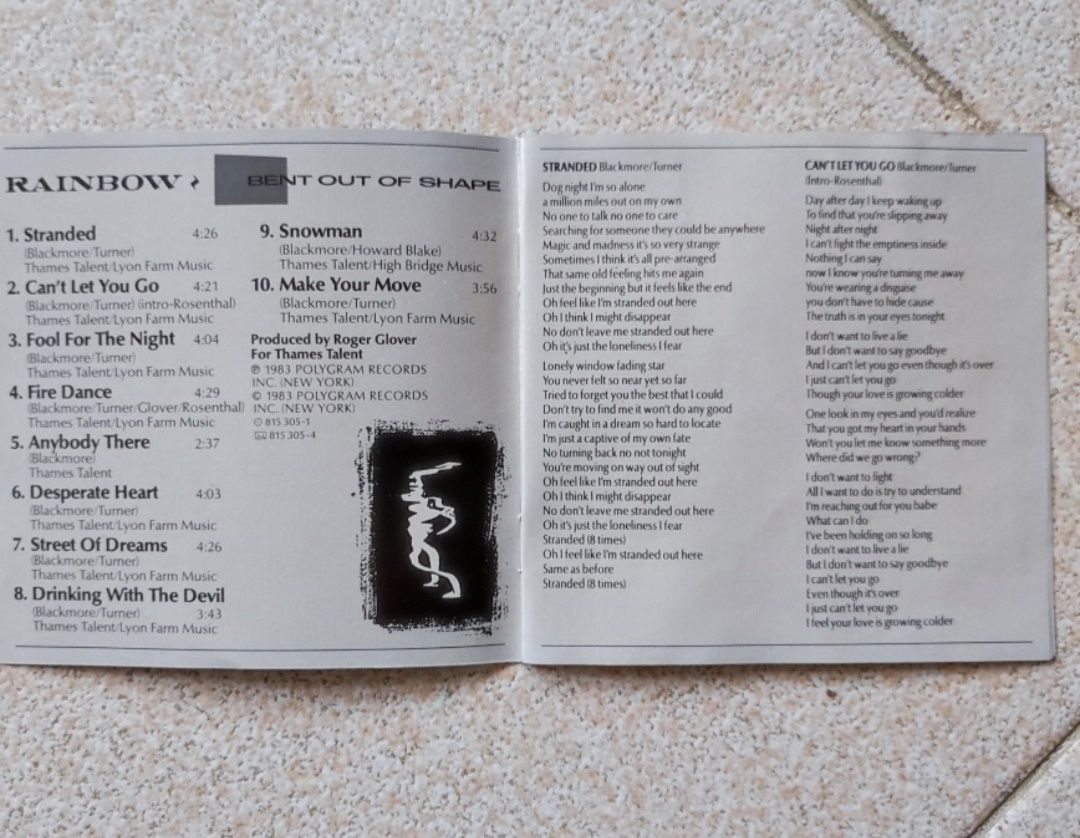 RAINBOW
BENT OUT OF SHAPE
1. Stranded 4:26
(Blackmore/Turner)
Thames Talent/Lyon Farm Music
2. Can't Let You Go 4:21
(Blackmore/Turner) (intro-Rosenthal)
Thames Talent/Lyon Farm Music
3. Fool For The Night 4:04
(Blackmore/Turner)
Thames Talent/Lyon Farm Music
4. Fire Dance 4:29
(Blackmore/Turner/Glover/Rosenthal)
Thames Talent/Lyon Farm Music
5. Anybody There 2:37
(Blackmore)
Thames Talent
6. Desperate Heart 4:03
(Blackmore/Turner)
Thames Talent/Lyon Farm Music
7. Street Of Dreams 4:26
(Blackmore/Turner)
Thames Talent/Lyon Farm Music
8. Drinking With The Devil
(Blackmore/Turner) 3:43
Thames Talent/Lyon Farm Music
9. Snowman 4:32
(Blackmore/Howard Blake)
Thames Talent/High Bridge Music
10. Make Your Move 3:56
(Blackmore/Turner)
Thames Talent/Lyon Farm Music
Produced by Roger Glover
For Thames Talent
℗ 1983 POLYGRAM RECORDS
INC. (NEW YORK)
© 1983 POLYGRAM RECORDS
INC. (NEW YORK)
815 305-1
815 305-4
STRANDED Blackmore/Turner
Dog night I'm so alone
a million miles out on my own
No one to talk no one to care
Searching for someone they could be anywhere
Magic and madness it's so very strange
Sometimes I think it's all pre-arranged
That same old feeling hits me again
Just the beginning but it feels like the end
Oh feel like I'm stranded out here
Oh I think I might disappear
No don't leave me stranded out here
Oh it's just the loneliness I fear
Lonely window fading star
You never felt so near yet so far
Tried to forget you the best that I could
Don't try to find me it won't do any good
I'm caught in a dream so hard to locate
I'm just a captive of my own fate
No turning back no not tonight
You're moving on way out of sight
Oh feel like I'm stranded out here
Oh I think I might disappear
No don't leave me stranded out here
Oh it's just the loneliness I fear
Stranded (8 times)
Oh I feel like I'm stranded out here
Same as before
Stranded (8 times)
CAN'T LET YOU GO Blackmore/Turner
(Intro-Rosenthal)
Day after day I keep waking up
To find that you're slipping away
Night after night
I can't fight the emptiness inside
Nothing I can say
now I know you're turning me away
You're wearing a disguise
you don't have to hide cause
The truth is in your eyes tonight
I don't want to live a lie
But I don't want to say goodbye
And I can't let you go even though it's over
I just can't let you go
Though your love is growing colder
One look in my eyes and you'd realize
That you got my heart in your hands
Won't you let me know something more
Where did we go wrong?
I don't want to fight
All I want to do is try to understand
I'm reaching out for you babe
What can I do
I've been holding on so long
I don't want to live a lie
But I don't want to say goodbye
I can't let you go
Even though it's over
I just can't let you go
I feel your love is growing colder